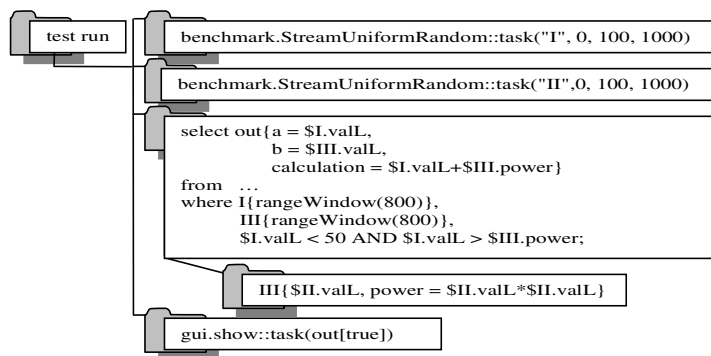 test run
benchmark.StreamUniformRandom::task("I", 0, 100, 1000)
benchmark.StreamUniformRandom::task("II",0, 100, 1000)
select out{a = $I.valL,
b = $III.valL,
calculation = $I.valL+$III.power}
from ...
where I{rangeWindow(800)},
III{rangeWindow(800)},
$I.valL < 50 AND $I.valL > $III.power;
III{$II.valL, power = $II.valL*$II.valL}
gui.show::task(out[true])